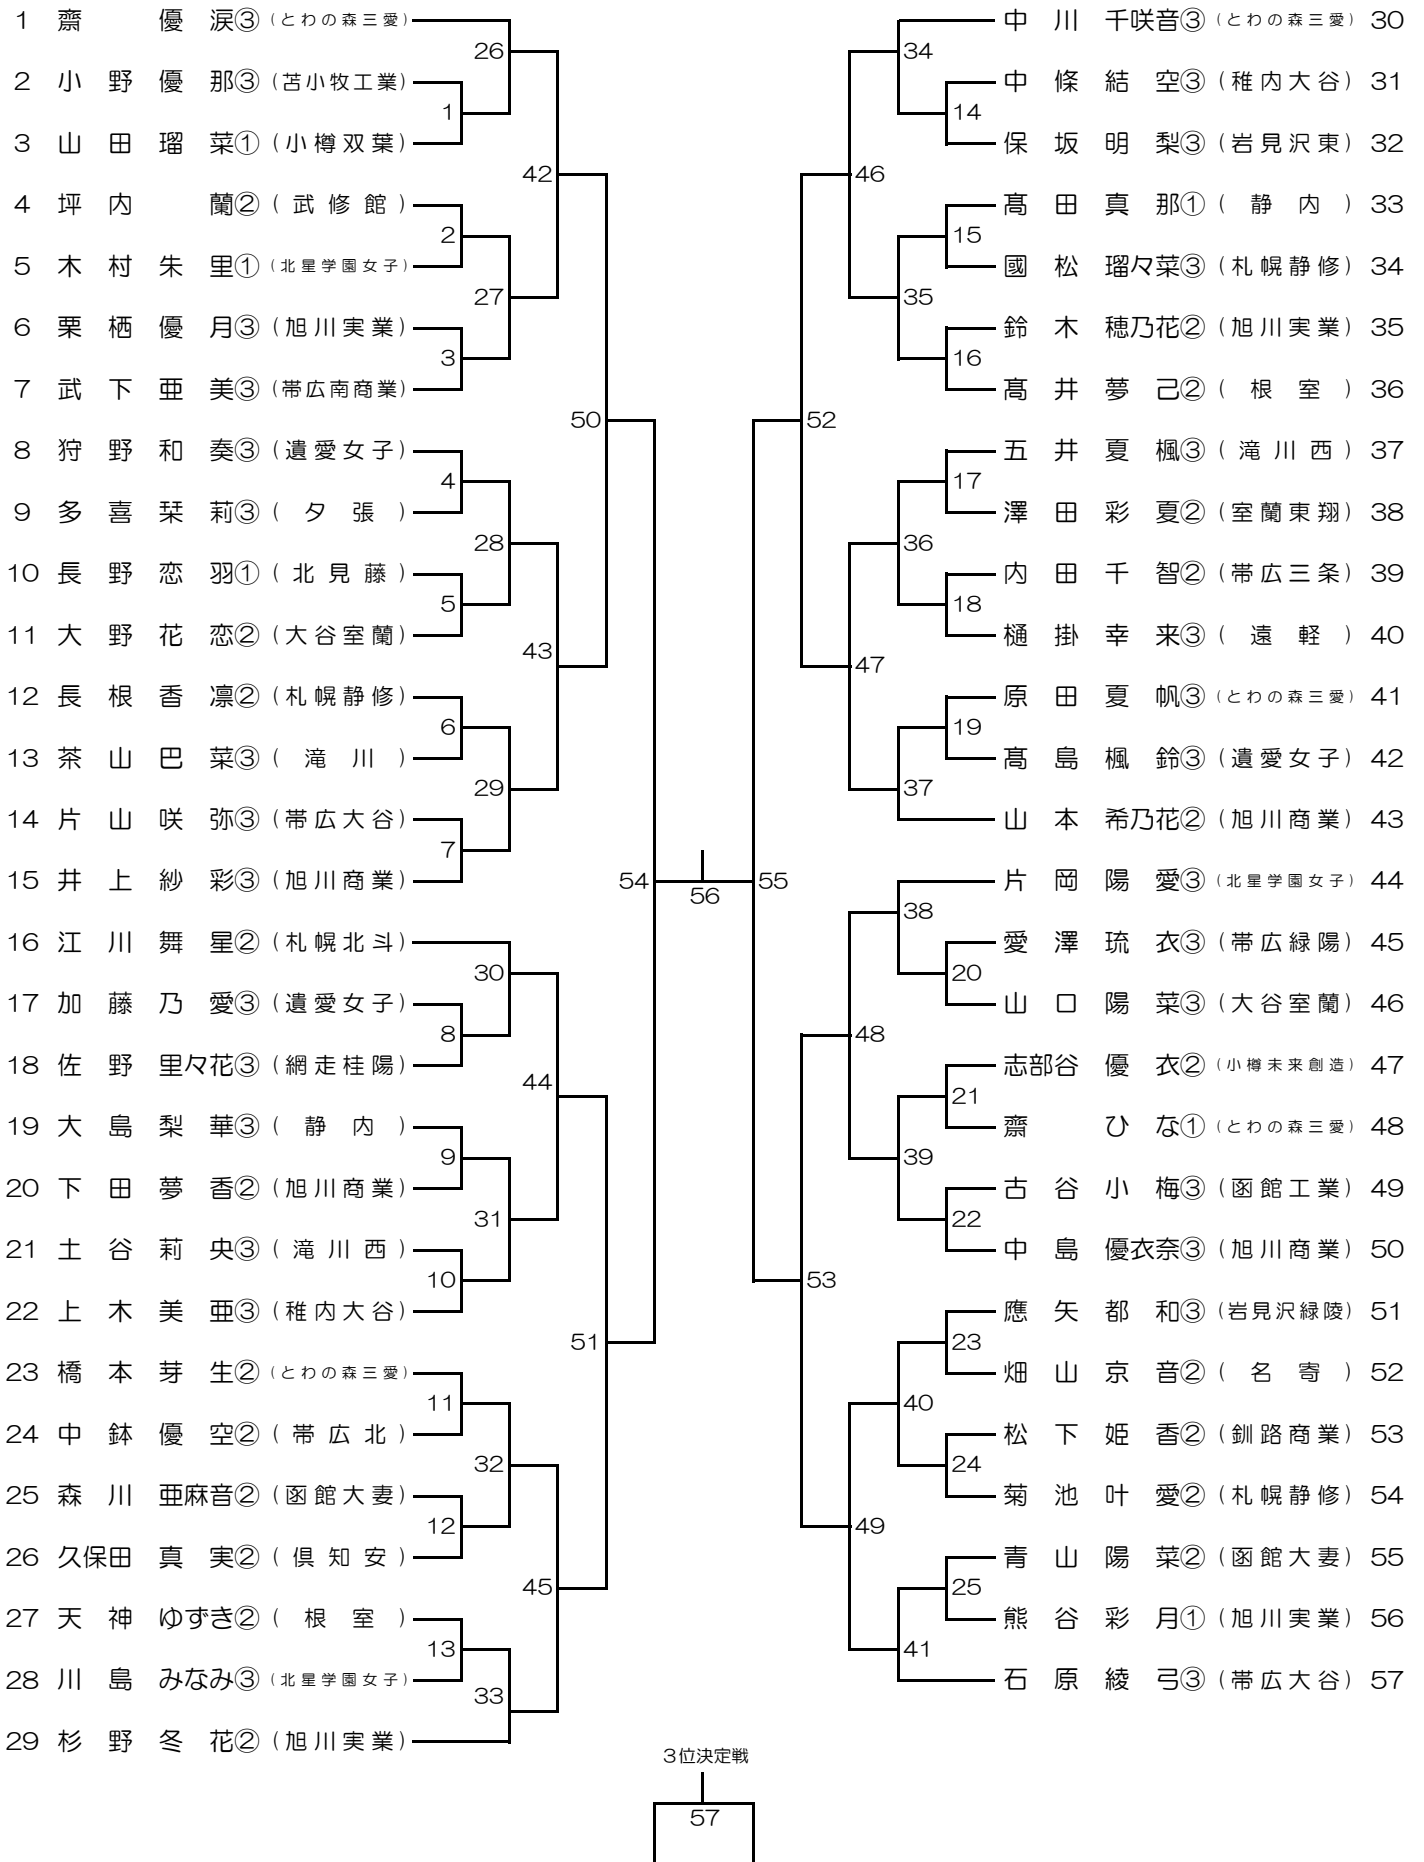 1 齋 優 涙③ (とわの森三愛)
2 小 野 優 那③ (苫小牧工業)
3 山 田 瑠 菜① (小樽双葉)
4 坪 内 蘭② (武修館)
5 木 村 朱 里① (北星学園女子)
6 栗 栖 優 月③ (旭川実業)
7 武 下 亜 美③ (帯広南商業)
8 狩 野 和 奏③ (遺愛女子)
9 多 喜 栞 莉③ (夕張)
10 長 野 恋 羽① (北見藤)
11 大 野 花 恋② (大谷室蘭)
12 長 根 香 凛② (札幌静修)
13 茶 山 巴 菜③ (滝川)
14 片 山 咲 弥③ (帯広大谷)
15 井 上 紗 彩③ (旭川商業)
16 江 川 舞 星② (札幌北斗)
17 加 藤 乃 愛③ (遺愛女子)
18 佐 野 里々花③ (網走桂陽)
19 大 島 梨 華③ (静内)
20 下 田 夢 香② (旭川商業)
21 土 谷 莉 央③ (滝川西)
22 上 木 美 亜③ (稚内大谷)
23 橋 本 芽 生② (とわの森三愛)
24 中 鉢 優 空② (帯広北)
25 森 川 亜麻音② (函館大妻)
26 久保田 真 実② (倶知安)
27 天 神 ゆずき② (根室)
28 川 島 みなみ③ (北星学園女子)
29 杉 野 冬 花② (旭川実業)
1
2
3
4
5
6
7
8
9
10
11
12
13
26
27
28
29
30
31
32
33
42
43
44
45
50
51
54
56
55
52
53
46
47
48
49
34
35
36
37
38
39
40
41
14
15
16
17
18
19
20
21
22
23
24
25
中 川 千咲音③ (とわの森三愛) 30
中 條 結 空③ (稚内大谷) 31
保 坂 明 梨③ (岩見沢東) 32
髙 田 真 那① (静内) 33
國 松 瑠々菜③ (札幌静修) 34
鈴 木 穂乃花② (旭川実業) 35
髙 井 夢 己② (根室) 36
五 井 夏 楓③ (滝川西) 37
澤 田 彩 夏② (室蘭東翔) 38
内 田 千 智② (帯広三条) 39
樋 掛 幸 来③ (遠軽) 40
原 田 夏 帆③ (とわの森三愛) 41
髙 島 楓 鈴③ (遺愛女子) 42
山 本 希乃花② (旭川商業) 43
片 岡 陽 愛③ (北星学園女子) 44
愛 澤 琉 衣③ (帯広緑陽) 45
山 口 陽 菜③ (大谷室蘭) 46
志部谷 優 衣② (小樽未来創造) 47
齋 ひ な① (とわの森三愛) 48
古 谷 小 梅③ (函館工業) 49
中 島 優衣奈③ (旭川商業) 50
應 矢 都 和③ (岩見沢緑陵) 51
畑 山 京 音② (名寄) 52
松 下 姫 香② (釧路商業) 53
菊 池 叶 愛② (札幌静修) 54
青 山 陽 菜② (函館大妻) 55
熊 谷 彩 月① (旭川実業) 56
石 原 綾 弓③ (帯広大谷) 57
3位決定戦
57